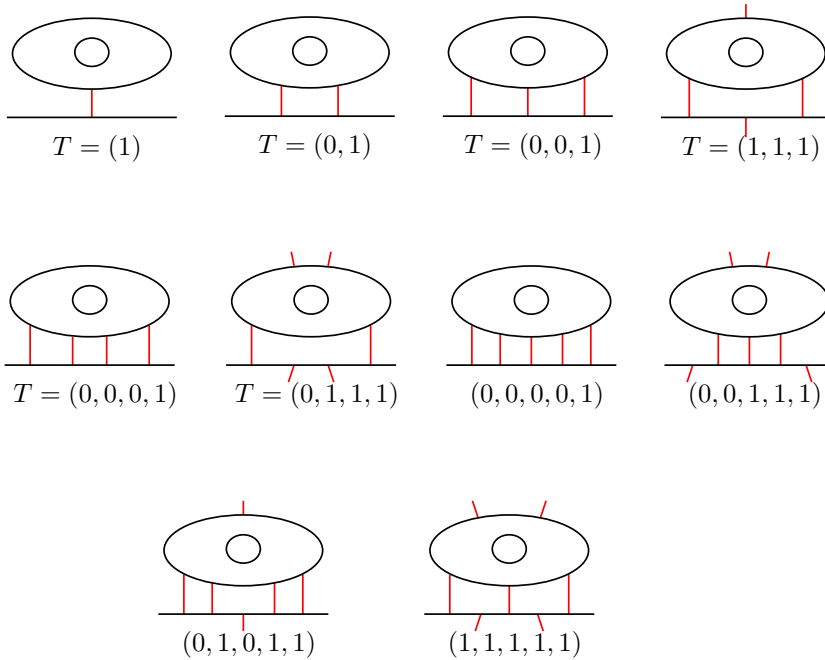 T = (1)
T = (0, 1)
T = (0, 0, 1)
T = (1, 1, 1)
T = (0, 0, 0, 1)
T = (0, 1, 1, 1)
(0, 0, 0, 0, 1)
(0, 0, 1, 1, 1)
(0, 1, 0, 1, 1)
(1, 1, 1, 1, 1)